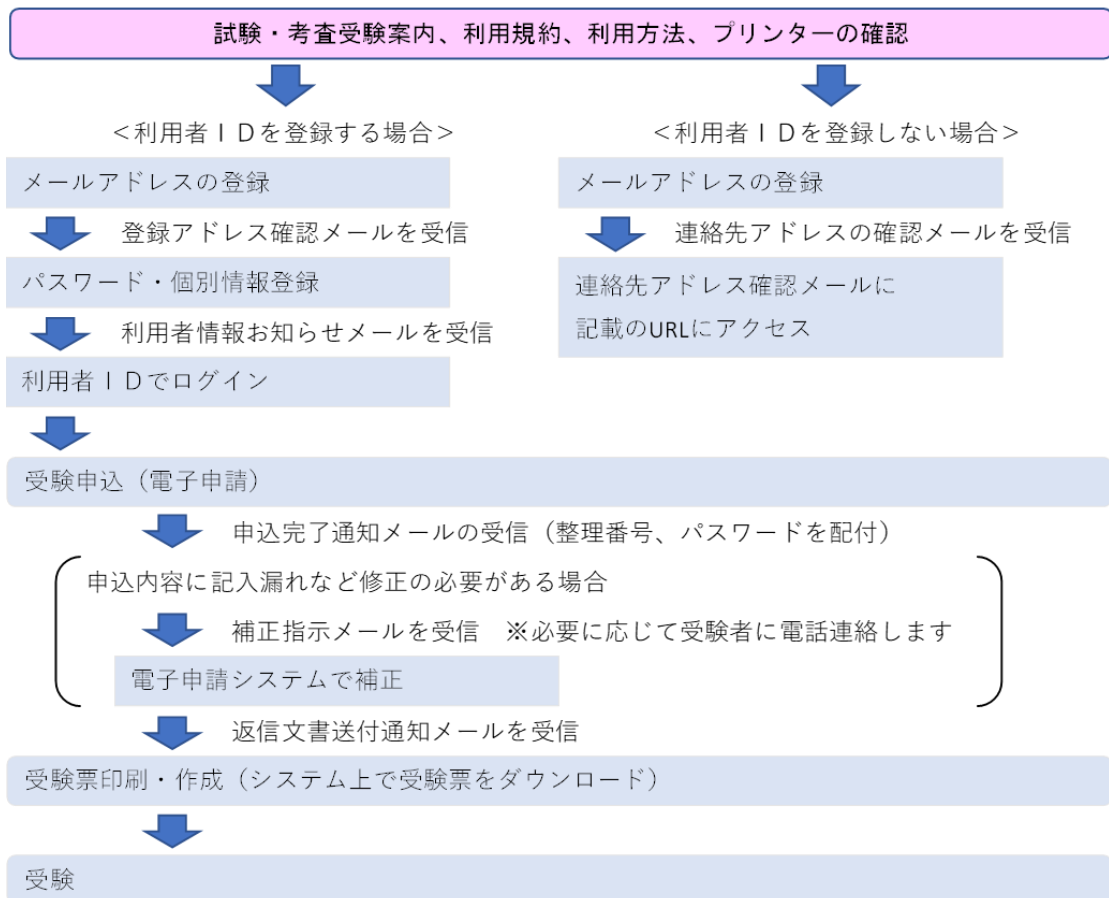 試験・考査受験案内、利用規約、利用方法、プリンターの確認
＜利用者ＩＤを登録する場合＞
メールアドレスの登録
登録アドレス確認メールを受信
パスワード・個別情報登録
利用者情報お知らせメールを受信
利用者ＩＤでログイン
＜利用者ＩＤを登録しない場合＞
メールアドレスの登録
連絡先アドレスの確認メールを受信
連絡先アドレス確認メールに
記載のURLにアクセス
受験申込（電子申請）
申込完了通知メールの受信（整理番号、パスワードを配付）
申込内容に記入漏れなど修正の必要がある場合
補正指示メールを受信　※必要に応じて受験者に電話連絡します
電子申請システムで補正
返信文書送付通知メールを受信
受験票印刷・作成（システム上で受験票をダウンロード）
受験